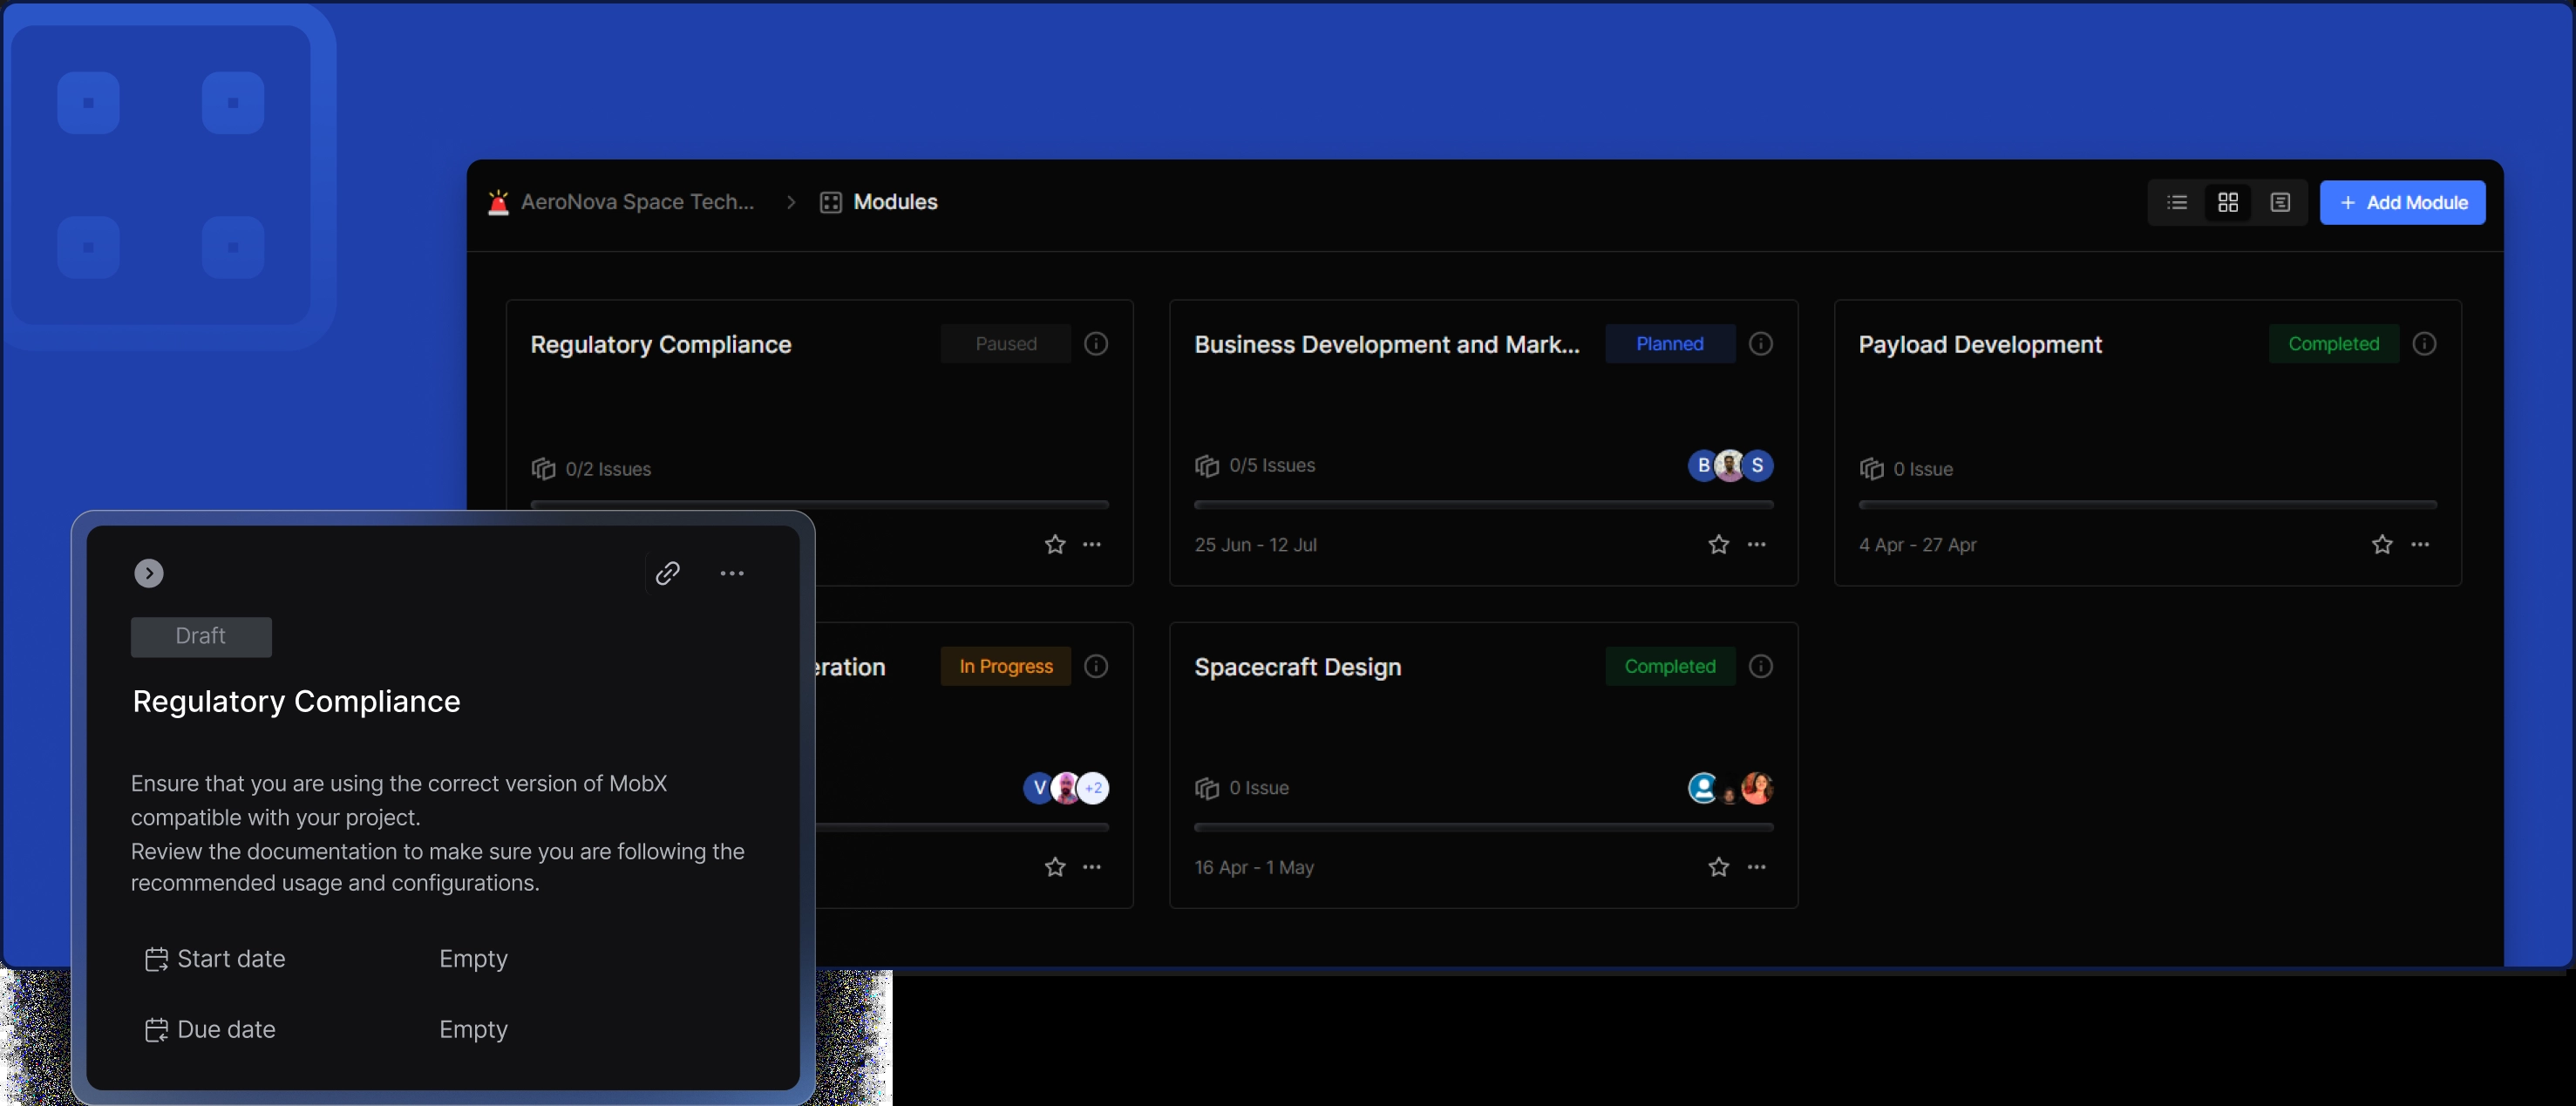 AeroNova Space Tech...
Modules
Add Module
Regulatory Compliance
Paused
0/2 Issues
Business Development and Mark...
Planned
0/5 Issues
B
S
25 Jun - 12 Jul
Payload Development
Completed
0 Issue
4 Apr - 27 Apr
eration
In Progress
V
+2
Spacecraft Design
Completed
0 Issue
16 Apr - 1 May
Draft
Regulatory Compliance
Ensure that you are using the correct version of MobX
compatible with your project.
Review the documentation to make sure you are following the
recommended usage and configurations.
Start date
Empty
Due date
Empty